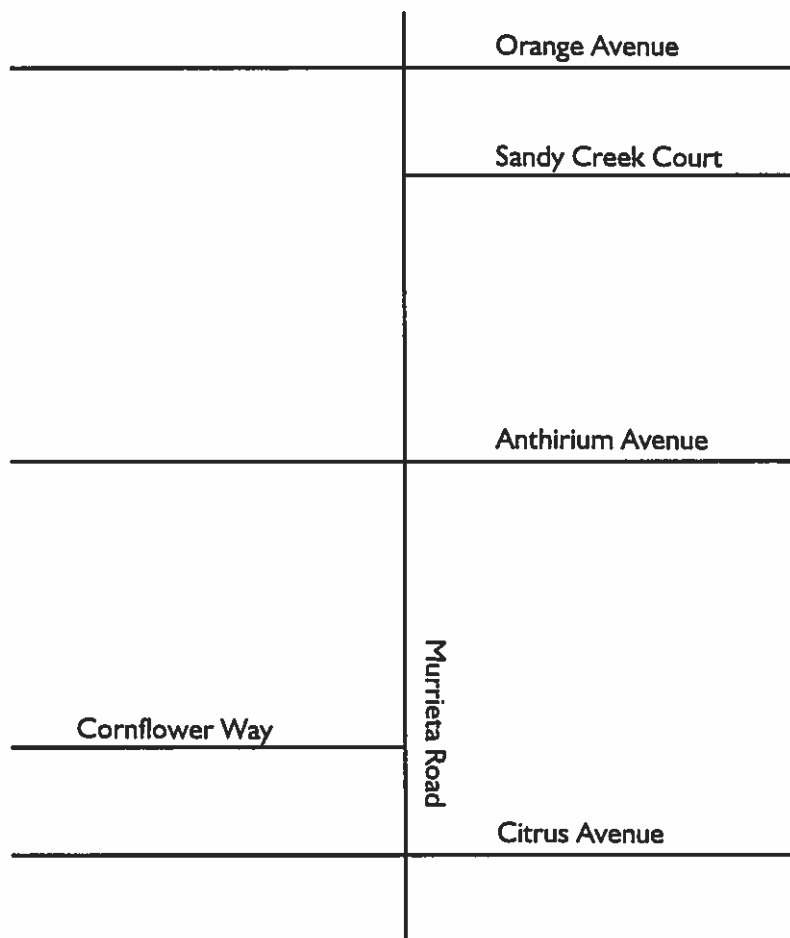 Orange Avenue
Sandy Creek Court
Anthirium Avenue
Murrieta Road
Cornflower Way
Citrus Avenue